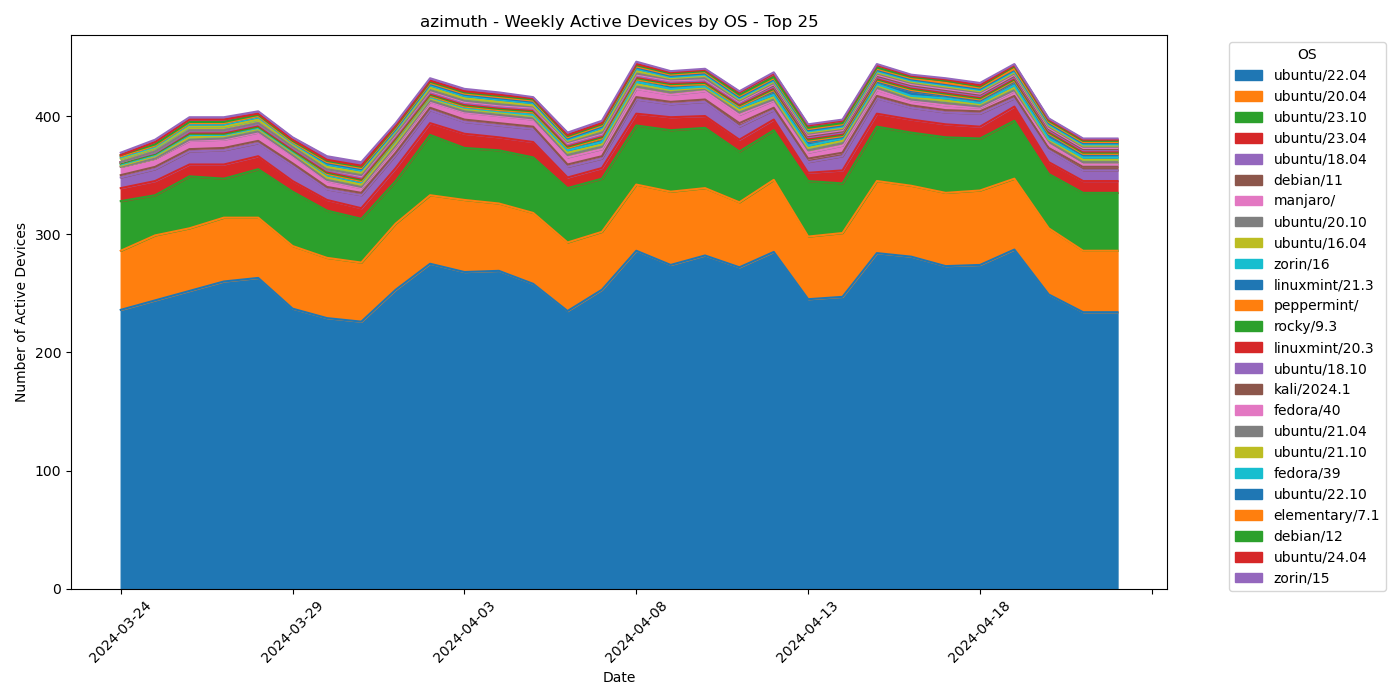 azimuth - Weekly Active Devices by OS - Top 25
Number of Active Devices
400
300
200
100
0
2024-03-24
2024-03-29
2024-04-03
2024-04-08
2024-04-13
2024-04-18
Date
OS
ubuntu/22.04
ubuntu/20.04
ubuntu/23.10
ubuntu/23.04
ubuntu/18.04
debian/11
manjaro/
ubuntu/20.10
ubuntu/16.04
zorin/16
linuxmint/21.3
peppermint/
rocky/9.3
linuxmint/20.3
ubuntu/18.10
kali/2024.1
fedora/40
ubuntu/21.04
ubuntu/21.10
fedora/39
ubuntu/22.10
elementary/7.1
debian/12
ubuntu/24.04
zorin/15